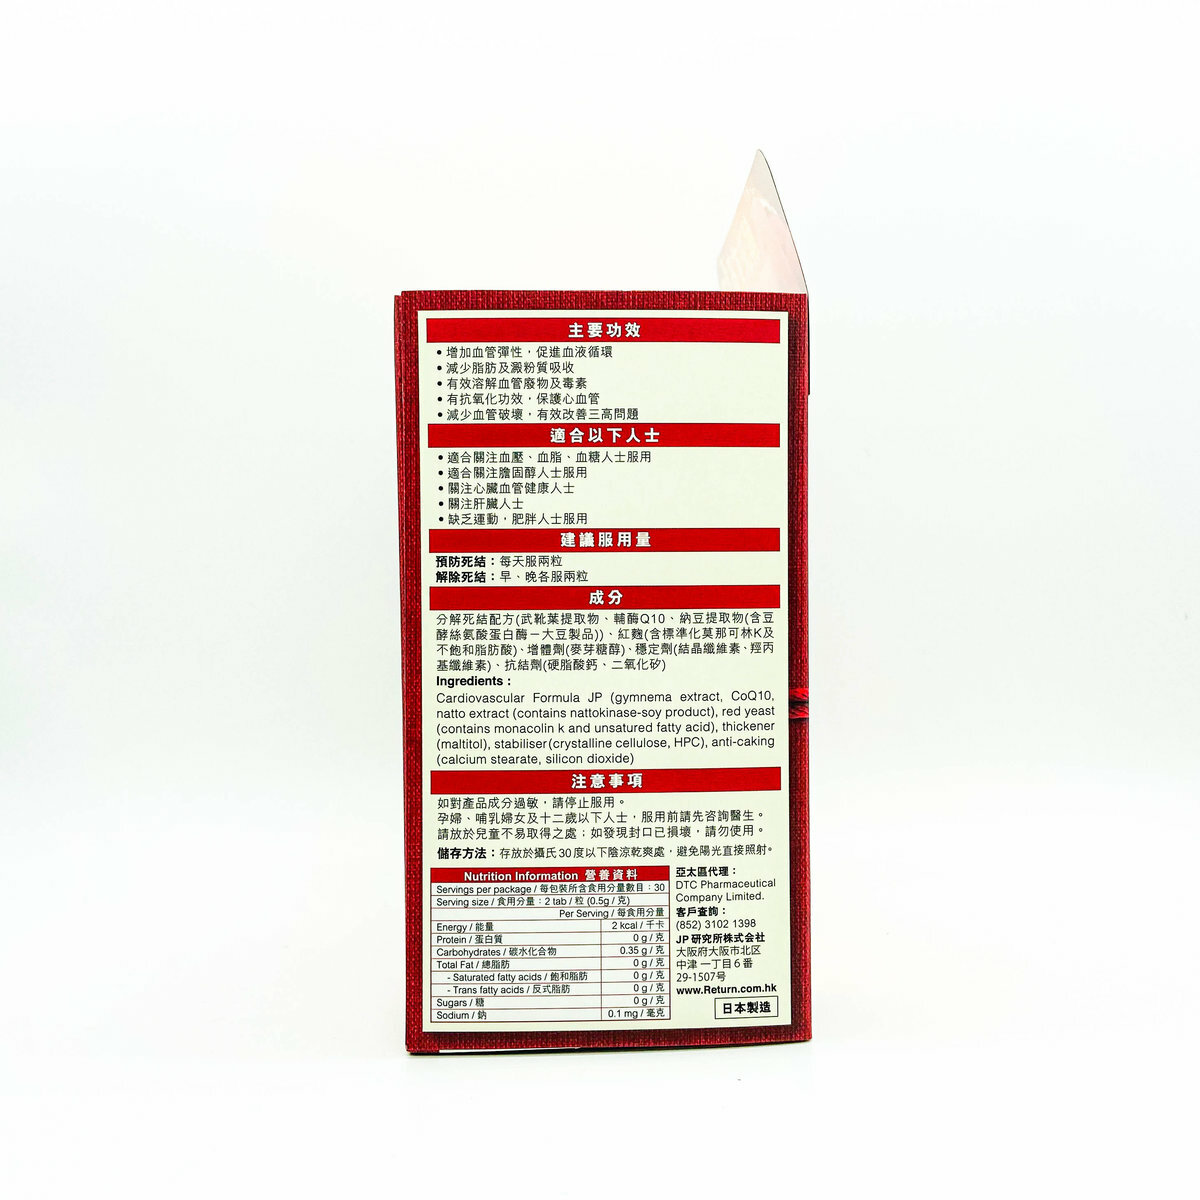 主要功效
• 增加血管彈性，促進血液循環
• 減少脂肪及澱粉質吸收
• 有效溶解血管廢物及毒素
• 有抗氧化功效，保護心血管
• 減少血管破壞，有效改善三高問題
適合以下人士
• 適合關注血壓、血脂、血糖人士服用
• 適合關注膽固醇人士服用
• 關注心臟血管健康人士
• 關注肝臟人士
• 缺乏運動，肥胖人士服用
建議服用量
預防死結：每天服兩粒
解除死結：早、晚各服兩粒
成分
分解死結配方(武靴葉提取物、輔酶Q10、納豆提取物(含豆
酵絲氨酸蛋白酶－大豆製品))、紅麴(含標準化莫那可林K及
不飽和脂肪酸)、增體劑(麥芽糖醇)、穩定劑(結晶纖維素、羥丙
基纖維素)、抗結劑(硬脂酸鈣、二氧化矽)
Ingredients :
Cardiovascular Formula JP (gymnema extract, CoQ10,
natto extract (contains nattokinase-soy product), red yeast
(contains monacolin k and unsatured fatty acid), thickener
(maltitol), stabiliser(crystalline cellulose, HPC), anti-caking
(calcium stearate, silicon dioxide)
注意事項
如對產品成分過敏，請停止服用。
孕婦、哺乳婦女及十二歲以下人士，服用前請先咨詢醫生。
請放於兒童不易取得之處；如發現封口已損壞，請勿使用。
儲存方法：存放於攝氏30度以下陰涼乾爽處，避免陽光直接照射。
Nutrition Information 營養資料
Servings per package / 每包裝所含食用分量數目：30
Serving size / 食用分量：2 tab / 粒 (0.5g / 克)
Per Serving / 每食用分量
Energy / 能量 2 kcal / 千卡
Protein / 蛋白質 0 g / 克
Carbohydrates / 碳水化合物 0.35 g / 克
Total Fat / 總脂肪 0 g / 克
- Saturated fatty acids / 飽和脂肪 0 g / 克
- Trans fatty acids / 反式脂肪 0 g / 克
Sugars / 糖 0 g / 克
Sodium / 鈉 0.1 mg / 毫克
亞太區代理：
DTC Pharmaceutical
Company Limited.
客戶查詢：
(852) 3102 1398
JP 研究所株式会社
大阪府大阪市北区
中津 一丁目 6 番
29-1507号
www.Return.com.hk
日本製造